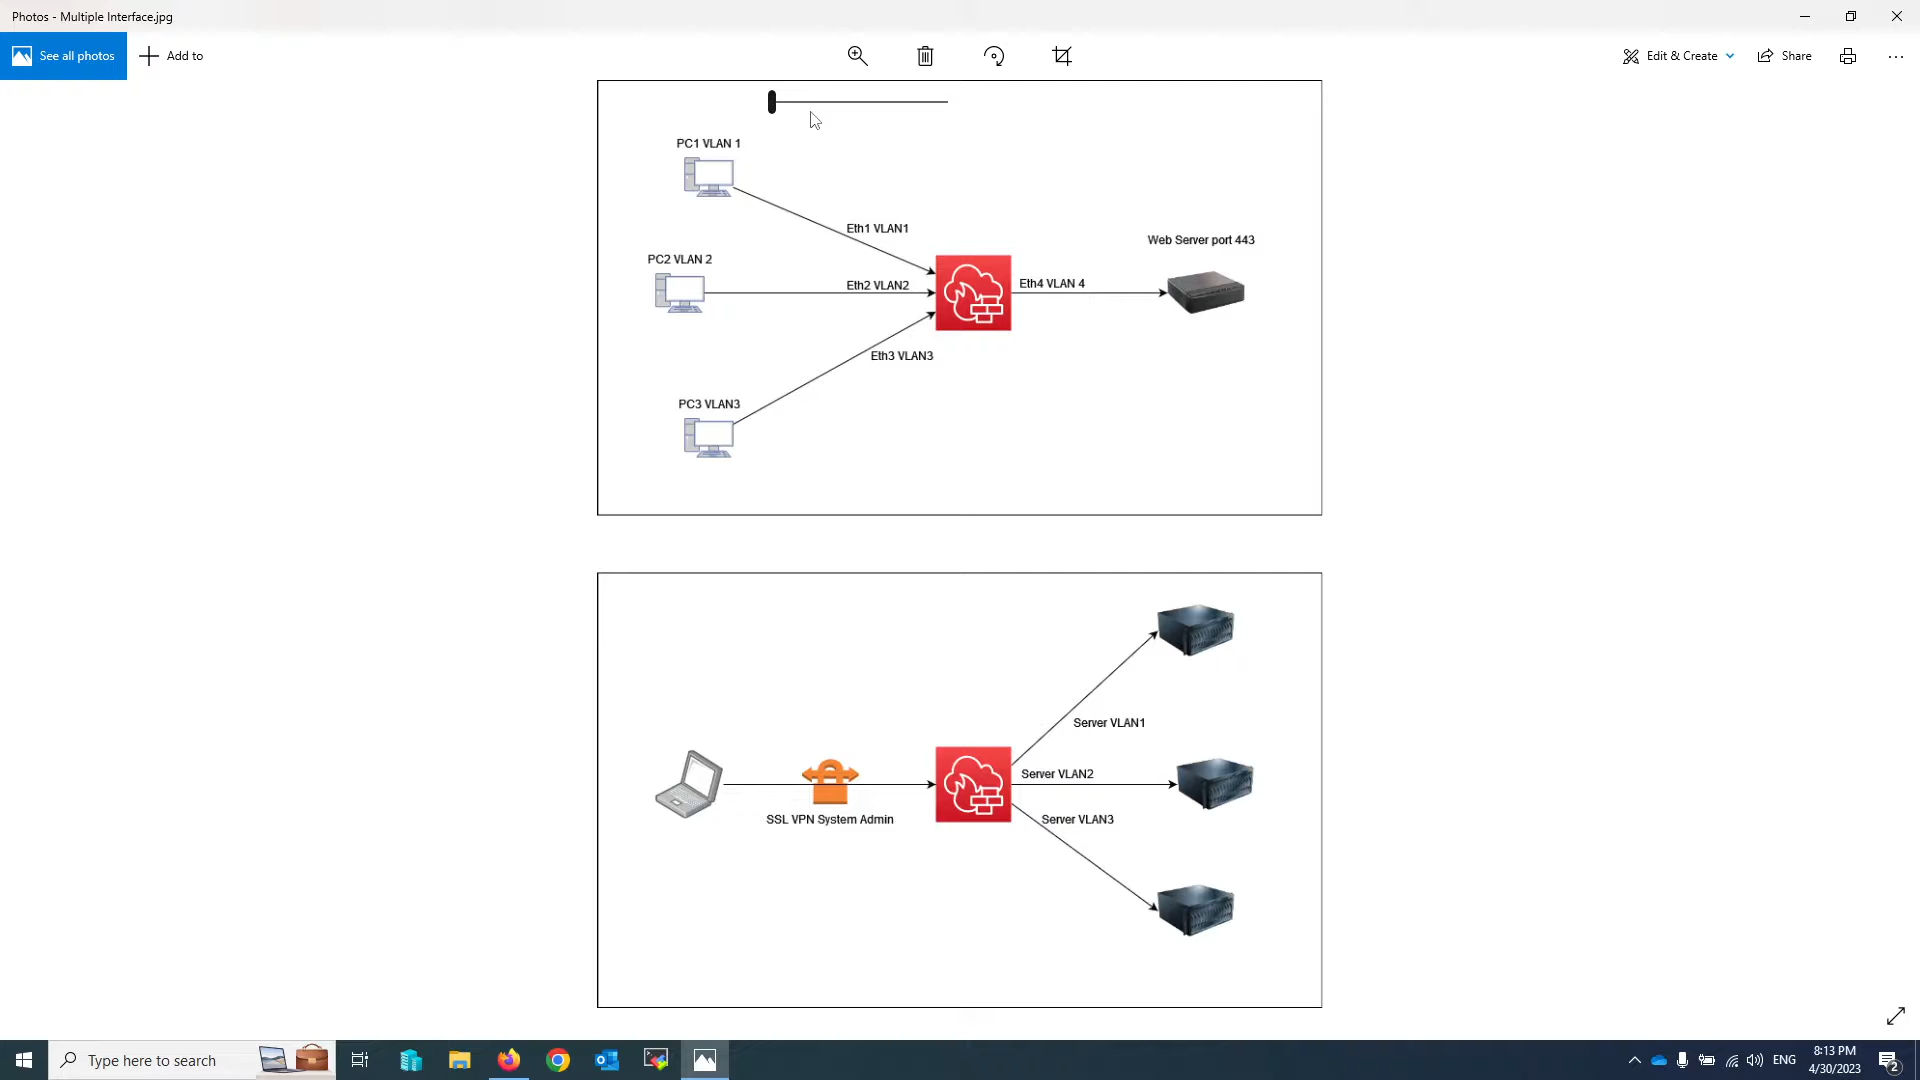 Photos - Multiple Interface.jpg
See all photos
Add to
Edit & Create
Share
PC1 VLAN 1
Eth1 VLAN1
Web Server port 443
PC2 VLAN 2
Eth2 VLAN2
Eth4 VLAN 4
Eth3 VLAN3
PC3 VLAN3
Server VLAN1
Server VLAN2
SSL VPN System Admin
Server VLAN3
Type here to search
ENG
8:13 PM
4/30/2023
2